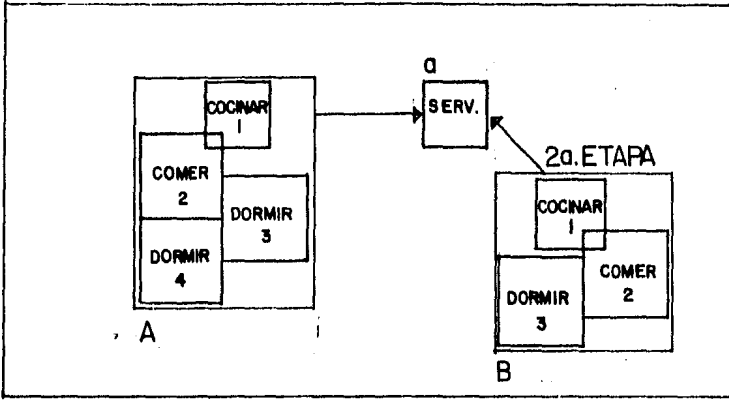 a
SERV.
COCINAR
1
COMER
2
DORMIR
3
DORMIR
4
A
2a. ETAPA
COCINAR
1
COMER
2
DORMIR
3
B